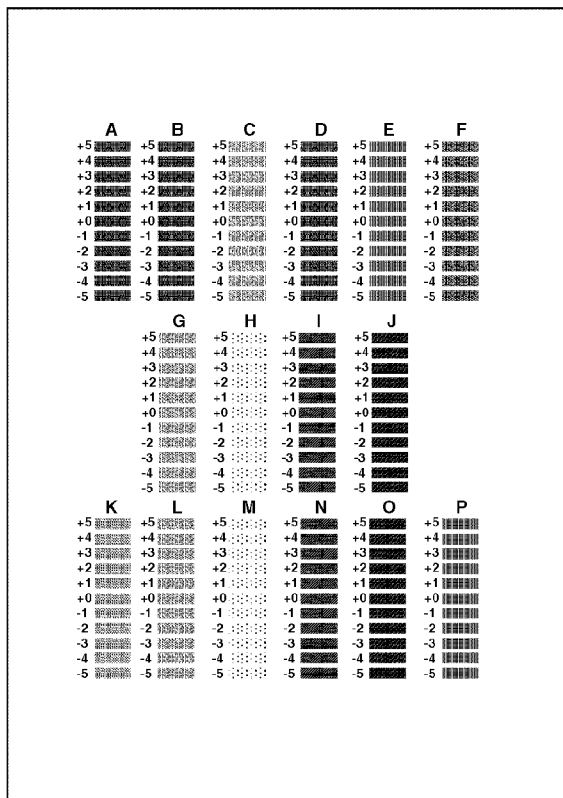 A B C D E F
+5 +5 +5 +5 +5 +5
+4 +4 +4 +4 +4 +4
+3 +3 +3 +3 +3 +3
+2 +2 +2 +2 +2 +2
+1 +1 +1 +1 +1 +1
+0 +0 +0 +0 +0 +0
-1 -1 -1 -1 -1 -1
-2 -2 -2 -2 -2 -2
-3 -3 -3 -3 -3 -3
-4 -4 -4 -4 -4 -4
-5 -5 -5 -5 -5 -5
G H I J
+5 +5 +5 +5
+4 +4 +4 +4
+3 +3 +3 +3
+2 +2 +2 +2
+1 +1 +1 +1
+0 +0 +0 +0
-1 -1 -1 -1
-2 -2 -2 -2
-3 -3 -3 -3
-4 -4 -4 -4
-5 -5 -5 -5
K L M N O P
+5 +5 +5 +5 +5 +5
+4 +4 +4 +4 +4 +4
+3 +3 +3 +3 +3 +3
+2 +2 +2 +2 +2 +2
+1 +1 +1 +1 +1 +1
+0 +0 +0 +0 +0 +0
-1 -1 -1 -1 -1 -1
-2 -2 -2 -2 -2 -2
-3 -3 -3 -3 -3 -3
-4 -4 -4 -4 -4 -4
-5 -5 -5 -5 -5 -5